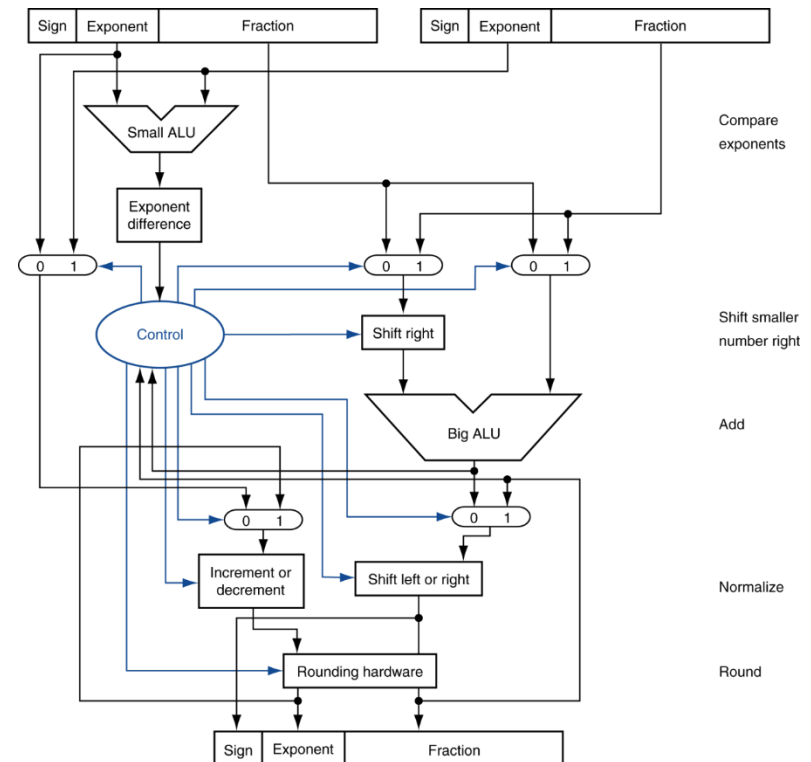 Sign Exponent Fraction Sign Exponent Fraction
Small ALU
Compare
exponents
Exponent
difference
0 1 0 1 0 1
Control
Shift right
Shift smaller
number right
Big ALU
Add
0 1 0 1
Increment or
decrement
Shift left or right
Normalize
Rounding hardware
Round
Sign Exponent Fraction